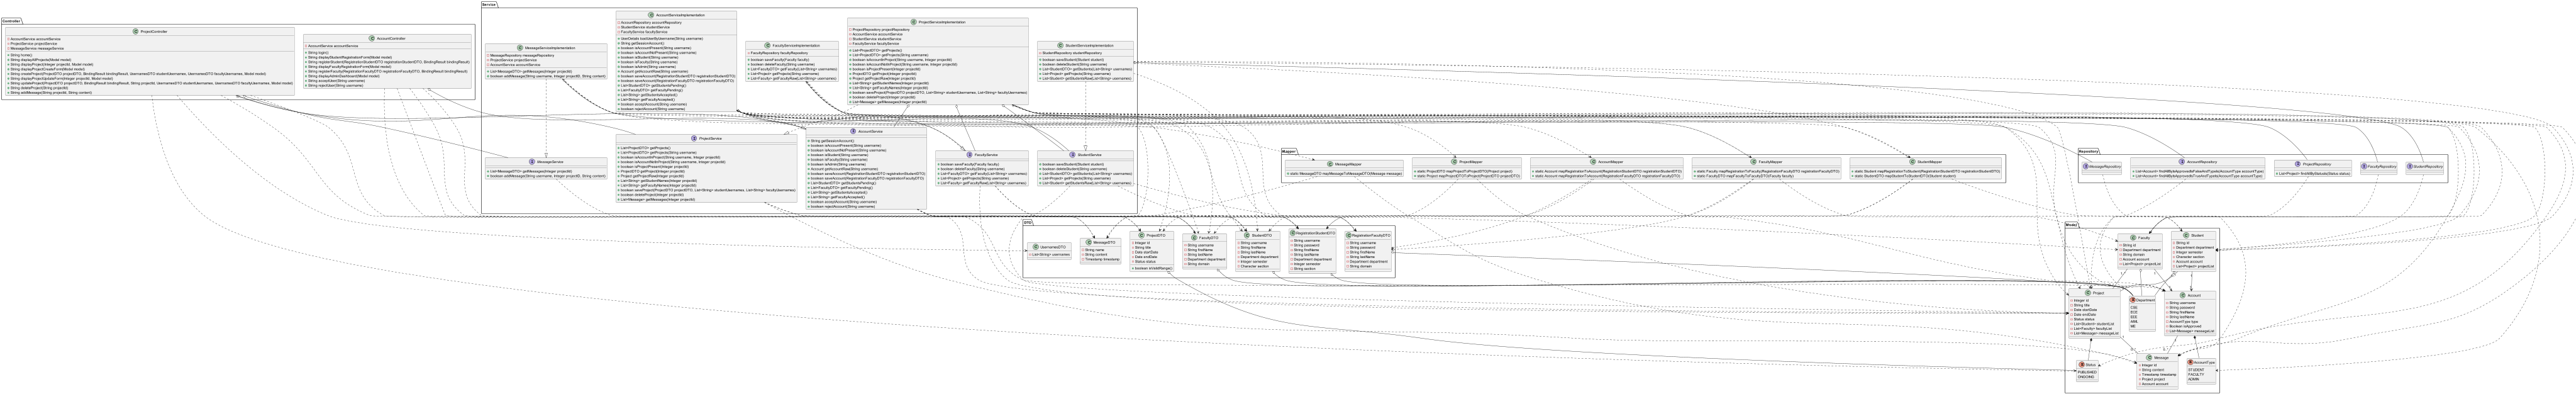 Controller
ProjectController
AccountService accountService
ProjectService projectService
MessageService messageService
String home()
String displayAllProjects(Model model)
String displayProject(Integer projectId, Model model)
String displayProjectCreateForm(Model model)
String createProject(ProjectDTO projectDTO, BindingResult bindingResult, UsernamesDTO studentUsernames, UsernamesDTO facultyUsernames, Model model)
String displayProjectUpdateForm(Integer projectId, Model model)
String updateProject(ProjectDTO projectDTO, BindingResult bindingResult, String projectId, UsernamesDTO studentUsernames, UsernamesDTO facultyUsernames, Model model)
String deleteProject(String projectId)
String addMessage(String projectId, String content)
AccountController
AccountService accountService
String login()
String displayStudentRegistrationForm(Model model)
String registerStudent(RegistrationStudentDTO registrationStudentDTO, BindingResult bindingResult)
String displayFacultyRegistrationForm(Model model)
String registerFaculty(RegistrationFacultyDTO registrationFacultyDTO, BindingResult bindingResult)
String displayAdminDashboard(Model model)
String acceptUser(String username)
String rejectUser(String username)
Service
MessageServiceImplementation
MessageRepository messageRepository
ProjectService projectService
AccountService accountService
List<MessageDTO> getMessages(Integer projectId)
boolean addMessage(String username, Integer projectId, String content)
AccountServiceImplementation
AccountRepository accountRepository
StudentService studentService
FacultyService facultyService
UserDetails loadUserByUsername(String username)
String getSessionAccount()
boolean isAccountPresent(String username)
boolean isAccountNotPresent(String username)
boolean isStudent(String username)
boolean isFaculty(String username)
boolean isAdmin(String username)
Account getAccountRaw(String username)
boolean saveAccount(RegistrationStudentDTO registrationStudentDTO)
boolean saveAccount(RegistrationFacultyDTO registrationFacultyDTO)
List<StudentDTO> getStudentsPending()
List<FacultyDTO> getFacultyPending()
List<String> getStudentsAccepted()
List<String> getFacultyAccepted()
boolean acceptAccount(String username)
boolean rejectAccount(String username)
FacultyServiceImplementation
FacultyRepository facultyRepository
boolean saveFaculty(Faculty faculty)
boolean deleteFaculty(String username)
List<FacultyDTO> getFaculty(List<String> usernames)
List<Project> getProjects(String username)
List<Faculty> getFacultyRaw(List<String> usernames)
ProjectServiceImplementation
ProjectRepository projectRepository
AccountService accountService
StudentService studentService
FacultyService facultyService
List<ProjectDTO> getProjects()
List<ProjectDTO> getProjects(String username)
boolean isAccountInProject(String username, Integer projectId)
boolean isAccountNotInProject(String username, Integer projectId)
boolean isProjectPresent(Integer projectId)
ProjectDTO getProject(Integer projectId)
Project getProjectRaw(Integer projectId)
List<String> getStudentNames(Integer projectId)
List<String> getFacultyNames(Integer projectId)
boolean saveProject(ProjectDTO projectDTO, List<String> studentUsernames, List<String> facultyUsernames)
boolean deleteProject(Integer projectId)
List<Message> getMessages(Integer projectId)
StudentServiceImplementation
StudentRepository studentRepository
boolean saveStudent(Student student)
boolean deleteStudent(String username)
List<StudentDTO> getStudents(List<String> usernames)
List<Project> getProjects(String username)
List<Student> getStudentsRaw(List<String> usernames)
MessageService
List<MessageDTO> getMessages(Integer projectId)
boolean addMessage(String username, Integer projectId, String content)
ProjectService
List<ProjectDTO> getProjects()
List<ProjectDTO> getProjects(String username)
boolean isAccountInProject(String username, Integer projectId)
boolean isAccountNotInProject(String username, Integer projectId)
boolean isProjectPresent(Integer projectId)
ProjectDTO getProject(Integer projectId)
Project getProjectRaw(Integer projectId)
List<String> getStudentNames(Integer projectId)
List<String> getFacultyNames(Integer projectId)
boolean saveProject(ProjectDTO projectDTO, List<String> studentUsernames, List<String> facultyUsernames)
boolean deleteProject(Integer projectId)
List<Message> getMessages(Integer projectId)
AccountService
String getSessionAccount()
boolean isAccountPresent(String username)
boolean isAccountNotPresent(String username)
boolean isStudent(String username)
boolean isFaculty(String username)
boolean isAdmin(String username)
Account getAccountRaw(String username)
boolean saveAccount(RegistrationStudentDTO registrationStudentDTO)
boolean saveAccount(RegistrationFacultyDTO registrationFacultyDTO)
List<StudentDTO> getStudentsPending()
List<FacultyDTO> getFacultyPending()
List<String> getStudentsAccepted()
List<String> getFacultyAccepted()
boolean acceptAccount(String username)
boolean rejectAccount(String username)
FacultyService
boolean saveFaculty(Faculty faculty)
boolean deleteFaculty(String username)
List<FacultyDTO> getFaculty(List<String> usernames)
List<Project> getProjects(String username)
List<Faculty> getFacultyRaw(List<String> usernames)
StudentService
boolean saveStudent(Student student)
boolean deleteStudent(String username)
List<StudentDTO> getStudents(List<String> usernames)
List<Project> getProjects(String username)
List<Student> getStudentsRaw(List<String> usernames)
Mapper
MessageMapper
static MessageDTO mapMessageToMessageDTO(Message message)
ProjectMapper
static ProjectDTO mapProjectToProjectDTO(Project project)
static Project mapProjectDTOToProject(ProjectDTO projectDTO)
AccountMapper
static Account mapRegistrationToAccount(RegistrationStudentDTO registrationStudentDTO)
static Account mapRegistrationToAccount(RegistrationFacultyDTO registrationFacultyDTO)
FacultyMapper
static Faculty mapRegistrationToFaculty(RegistrationFacultyDTO registrationFacultyDTO)
static FacultyDTO mapFacultyToFacultyDTO(Faculty faculty)
StudentMapper
static Student mapRegistrationToStudent(RegistrationStudentDTO registrationStudentDTO)
static StudentDTO mapStudentToStudentDTO(Student student)
Repository
MessageRepository
AccountRepository
List<Account> findAllByIsApprovedIsFalseAndTypeIs(AccountType accountType)
List<Account> findAllByIsApprovedIsTrueAndTypeIs(AccountType accountType)
ProjectRepository
List<Project> findAllByStatusIs(Status status)
FacultyRepository
StudentRepository
DTO
UsernamesDTO
List<String> usernames
MessageDTO
String name
String content
Timestamp timestamp
ProjectDTO
Integer id
String title
Date startDate
Date endDate
Status status
FacultyDTO
String username
String firstName
String lastName
Department department
String domain
StudentDTO
String username
String firstName
String lastName
Department department
Integer semester
Character section
RegistrationStudentDTO
String username
String password
String firstName
String lastName
Department department
Integer semester
String section
RegistrationFacultyDTO
String username
String password
String firstName
String lastName
Department department
String domain
Model
Faculty
String id
Department department
String domain
Account account
List<Project> projectList
Student
String id
Department department
Integer semester
Character section
Account account
List<Project> projectList
Project
Integer id
String title
Date startDate
Date endDate
Status status
List<Student> studentList
List<Faculty> facultyList
List<Message> messageList
Department
CSE
ECE
EEE
ME
Account
String username
String password
String firstName
String lastName
AccountType type
Boolean isApproved
List<Message> messageList
Status
PUBLISHED
ONGOING
Message
Integer id
String content
Timestamp timestamp
Project project
Account account
AccountType
STUDENT
FACULTY
ADMIN